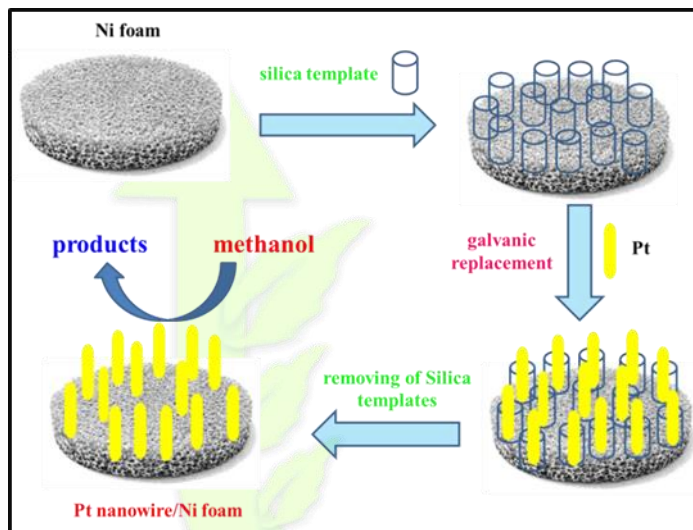 Ni foam
silica template
galvanic
replacement
Pt
products
methanol
removing of Silica
templates
Pt nanowire/Ni foam